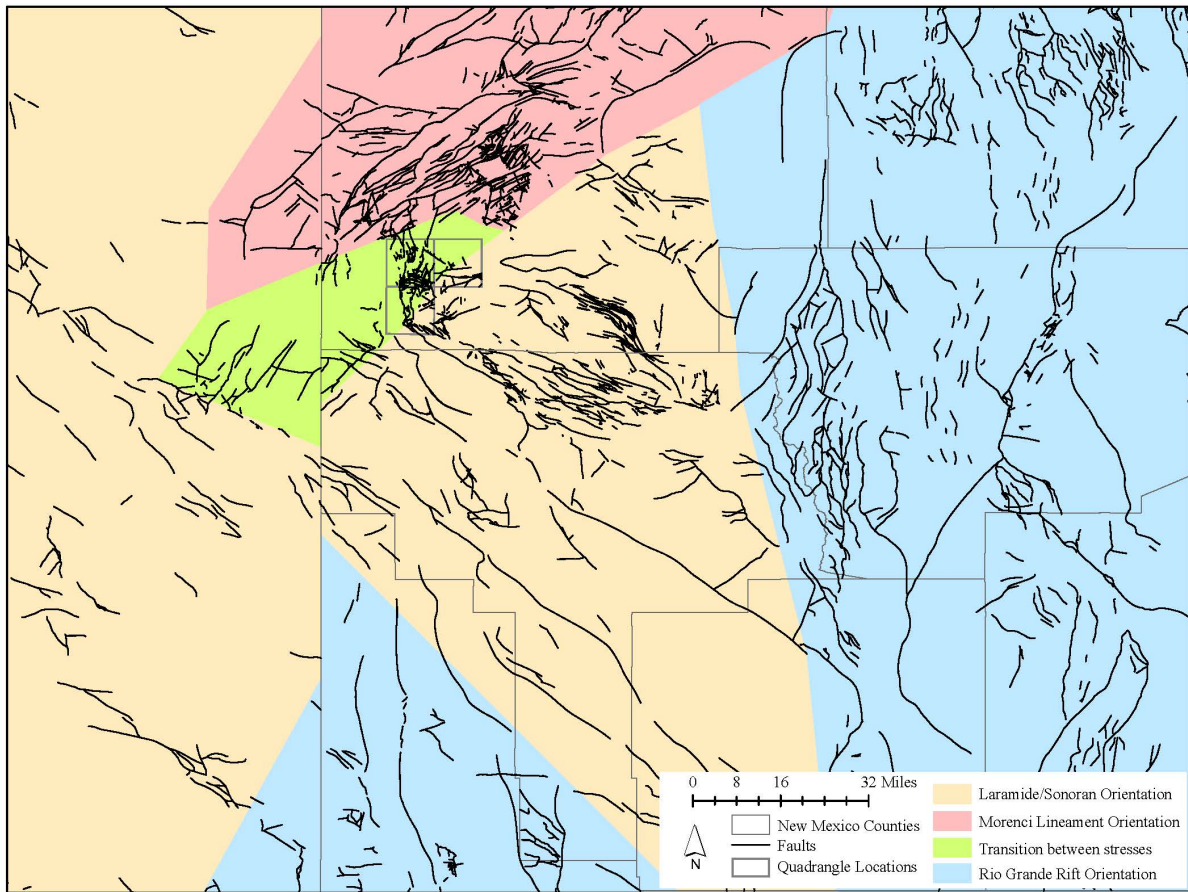 0 8 16 32 Miles
N
New Mexico Counties
Faults
Quadrangle Locations
Laramide/Sonoran Orientation
Morenci Lineament Orientation
Transition between stresses
Rio Grande Rift Orientation